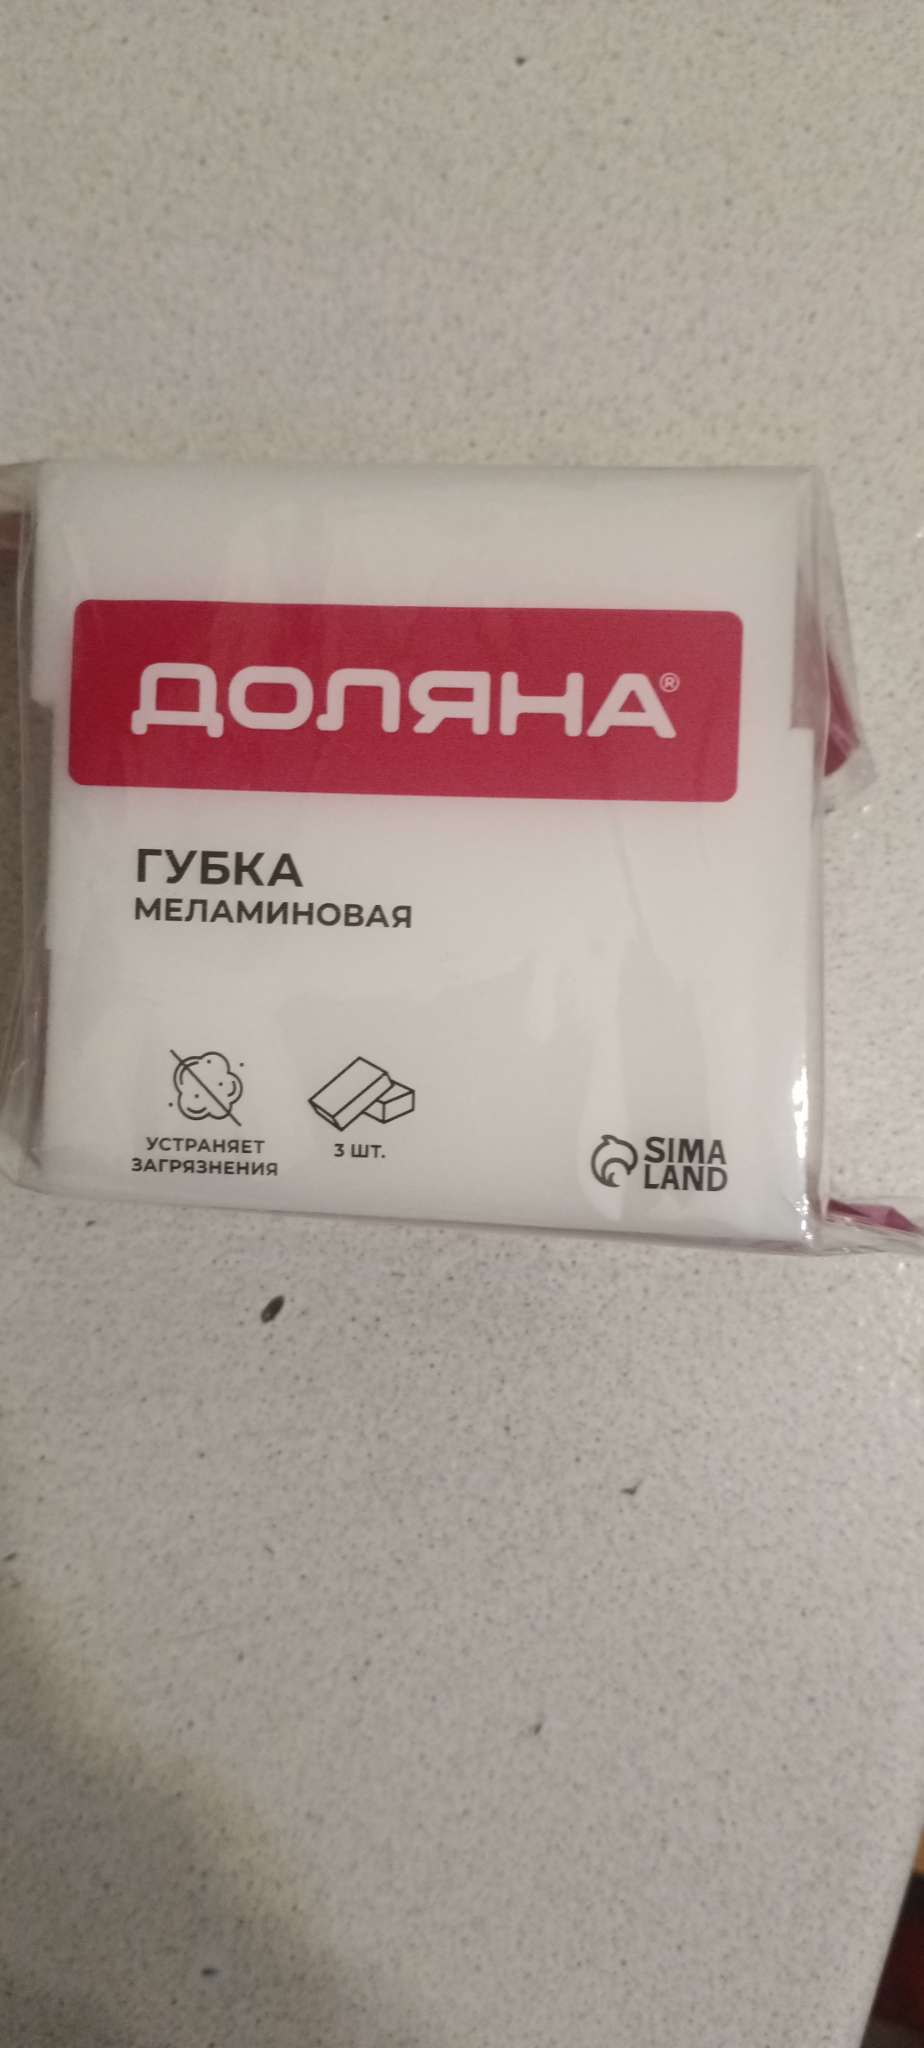 ДОЛЯНА®
ГУБКА
МЕЛАМИНОВАЯ
УСТРАНЯЕТ
ЗАГРЯЗНЕНИЯ
3 ШТ.
SIMA
LAND